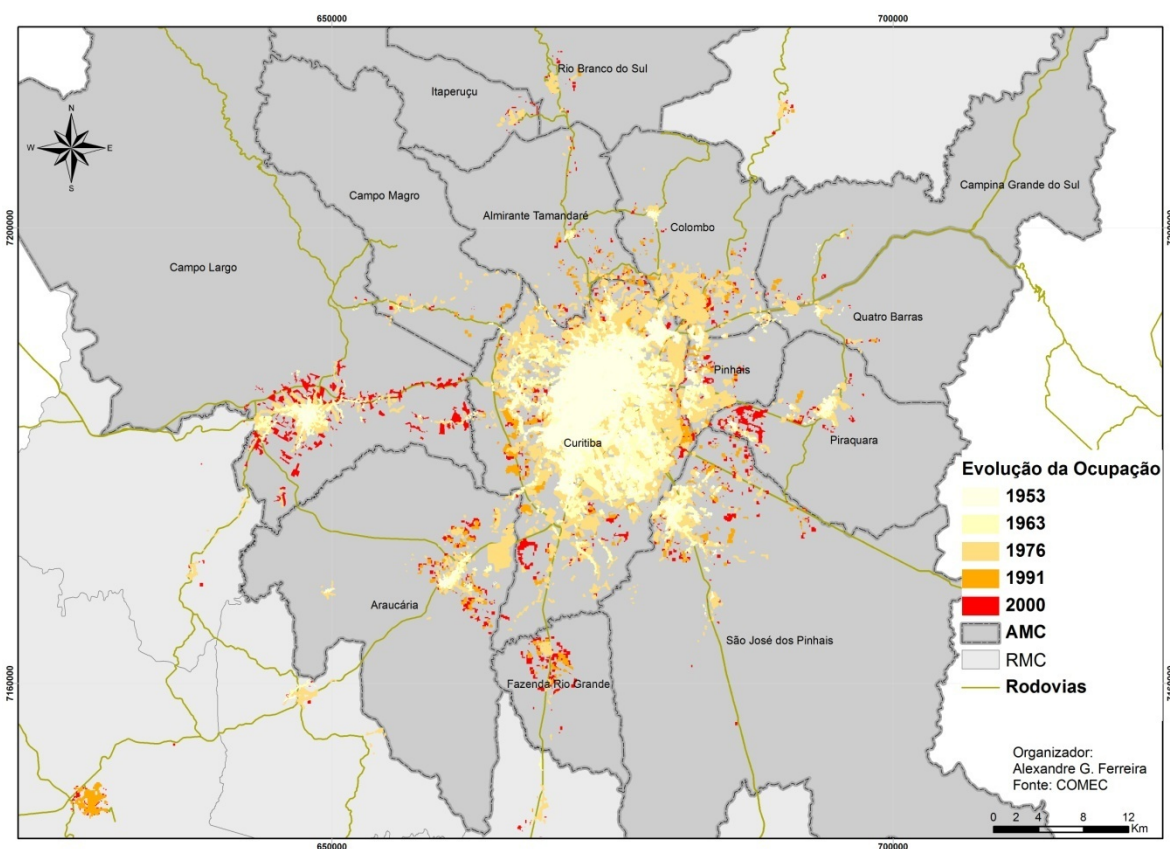 650000
700000
Rio Branco do Sul
Itaperuçu
N
W
E
S
Campina Grande do Sul
Campo Magro
Almirante Tamandaré
Colombo
7200000
7200000
Campo Largo
Quatro Barras
Pinhais
Curitiba
Piraquara
Evolução da Ocupação
1953
1963
1976
1991
2000
AMC
RMC
Rodovias
Araucária
São José dos Pinhais
Fazenda Rio Grande
7160000
7160000
Organizador:
Alexandre G. Ferreira
Fonte: COMEC
0 2 4 8 12
Km
650000
700000